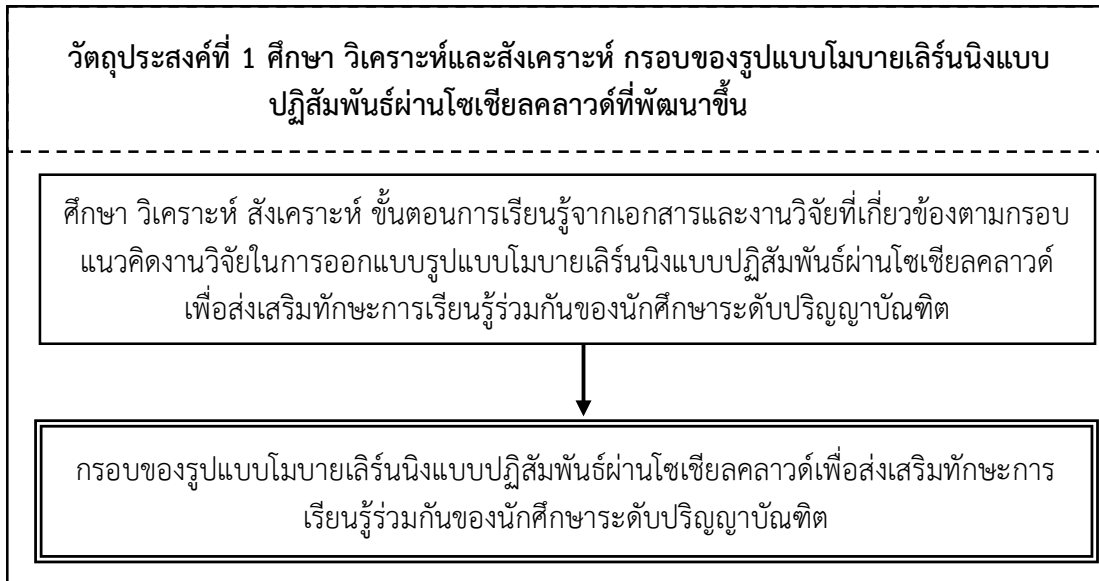 วัตถุประสงค์ที่ 1 ศึกษา วิเคราะห์และสังเคราะห์ กรอบของรูปแบบโมบายเลิร์นนิงแบบ
ปฏิสัมพันธ์ผ่านโซเชียลคลาวด์ที่พัฒนาขึ้น
ศึกษา วิเคราะห์ สังเคราะห์ ขั้นตอนการเรียนรู้จากเอกสารและงานวิจัยที่เกี่ยวข้องตามกรอบ
แนวคิดงานวิจัยในการออกแบบรูปแบบโมบายเลิร์นนิงแบบปฏิสัมพันธ์ผ่านโซเชียลคลาวด์
เพื่อส่งเสริมทักษะการเรียนรู้ร่วมกันของนักศึกษาระดับปริญญาบัณฑิต
กรอบของรูปแบบโมบายเลิร์นนิงแบบปฏิสัมพันธ์ผ่านโซเชียลคลาวด์เพื่อส่งเสริมทักษะการ
เรียนรู้ร่วมกันของนักศึกษาระดับปริญญาบัณฑิต